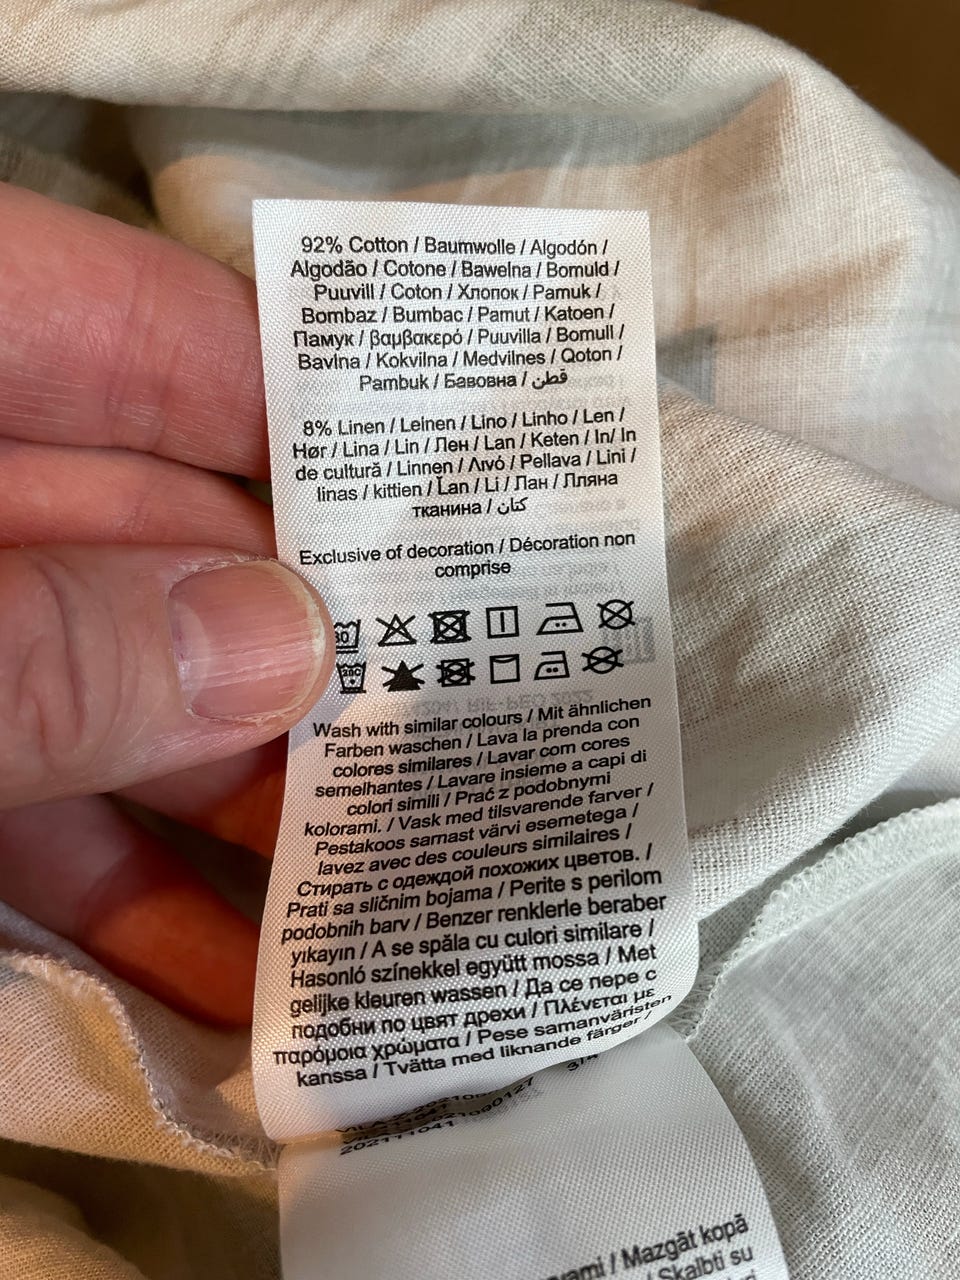 92% Cotton / Baumwolle / Algodón /
Algodão / Cotone / Bawełna / Bomuld /
Puuvill / Coton / Хлопок / Pamuk /
Bombaz / Bumbac / Pamut / Katoen /
Памук / βαμβακερό / Puuvilla / Bomull /
Bavlna / Kokvilna / Medvilnes / Qoton /
Pambuk / Бавовна / قطن
8% Linen / Leinen / Lino / Linho / Len /
Hør / Lina / Lin / Лен / Lan / Keten / In/ In
de cultură / Linnen / Λινό / Pellava / Lini /
linas / kittien / Ľan / Li / Лан / Лляна
тканина / كتان
Exclusive of decoration / Décoration non
comprise
Wash with similar colours / Mit ähnlichen
Farben waschen / Lava la prenda con
colores similares / Lavar com cores
semelhantes / Lavare insieme a capi di
colori simili / Prać z podobnymi
kolorami. / Vask med tilsvarende farver /
Pestakoos samast värvi esemetega /
lavez avec des couleurs similaires /
Стирать с одеждой похожих цветов. /
Prati sa sličnim bojama / Perite s perilom
podobnih barv / Benzer renklerle beraber
yıkayın / A se spăla cu culori similare /
Hasonló színekkel együtt mossa / Met
gelijke kleuren wassen / Да се пере с
подобни по цвят дрехи / Πλένεται με
παρόμοια χρώματα / Pese samanväristen
kanssa / Tvätta med liknande färger /
202111041
/ Mazgāt kopā
/ Skalbti su